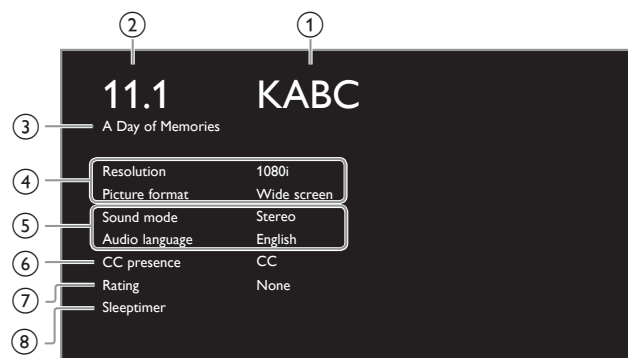 ② ①
11.1 KABC
③ A Day of Memories
④ Resolution 1080i
Picture format Wide screen
⑤ Sound mode Stereo
Audio language English
⑥ CC presence CC
⑦ Rating None
⑧ Sleeptimer